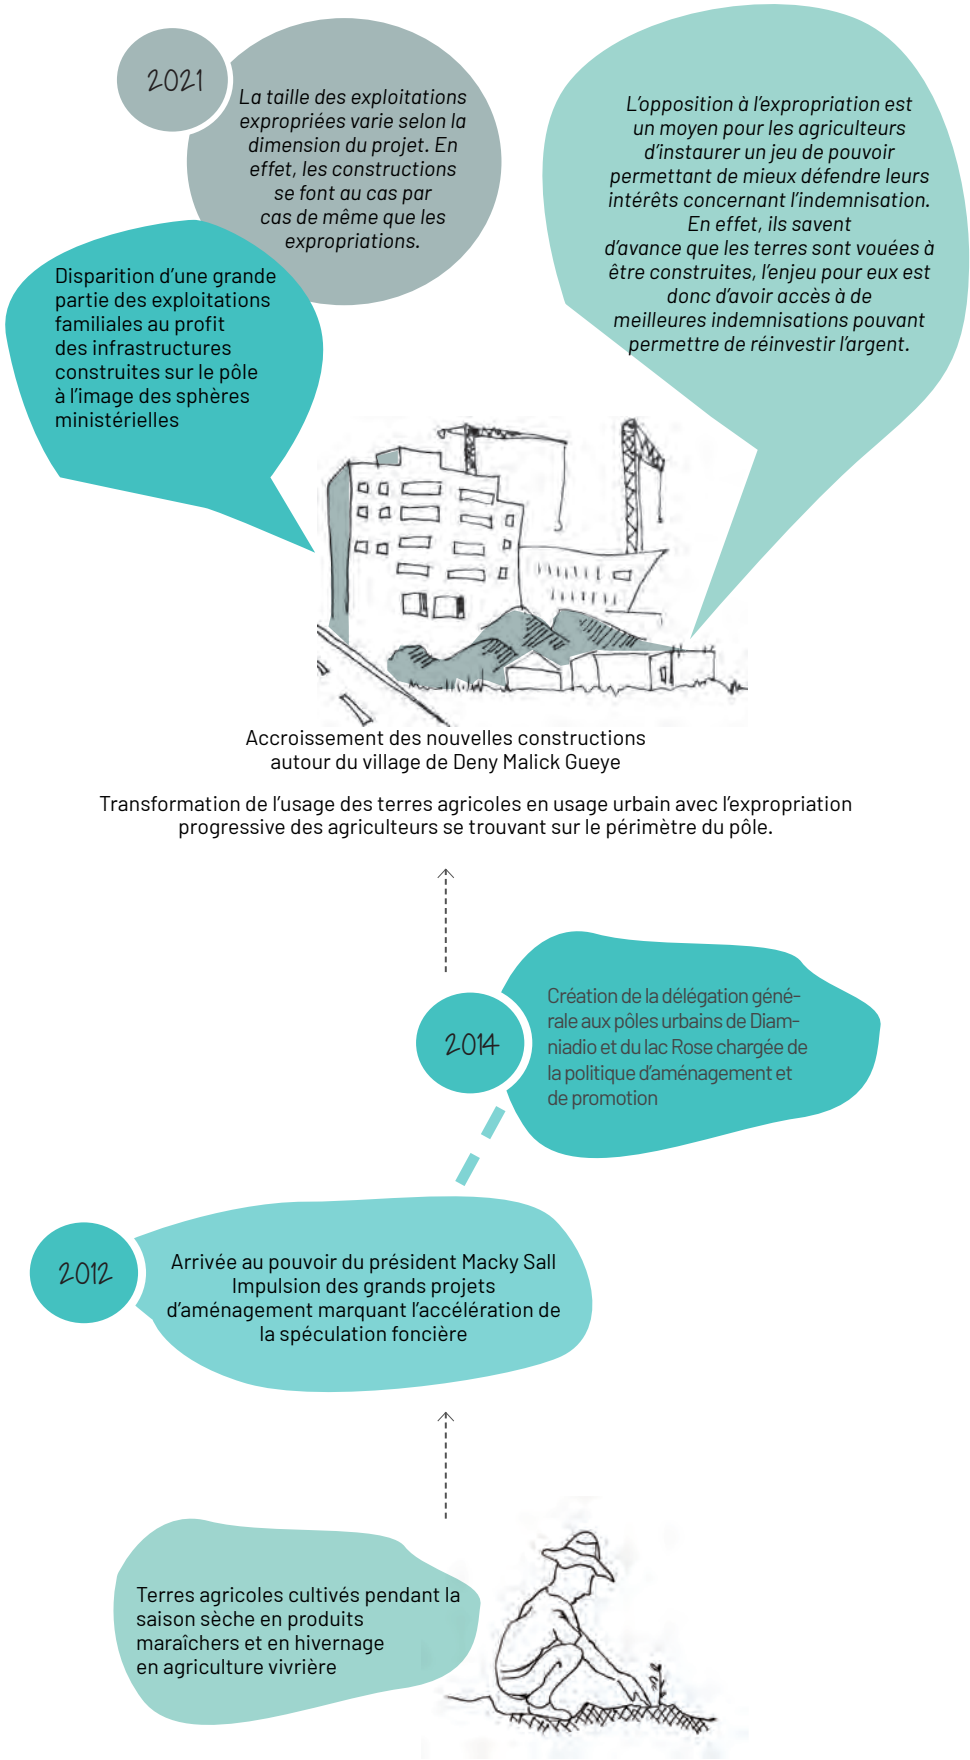 2021
La taille des exploitations
expropriées varie selon la
dimension du projet. En
effet, les constructions
se font au cas par
cas de même que les
expropriations.
L'opposition à l'expropriation est
un moyen pour les agriculteurs
d'instaurer un jeu de pouvoir
permettant de mieux défendre leurs
intérêts concernant l'indemnisation.
En effet, ils savent
d'avance que les terres sont vouées à
être construites, l'enjeu pour eux est
donc d'avoir accès à de
meilleures indemnisations pouvant
permettre de réinvestir l'argent.
Disparition d'une grande
partie des exploitations
familiales au profit
des infrastructures
construites sur le pôle
à l'image des sphères
ministérielles
Accroissement des nouvelles constructions
autour du village de Deny Malick Gueye
Transformation de l'usage des terres agricoles en usage urbain avec l'expropriation
progressive des agriculteurs se trouvant sur le périmètre du pôle.
2014
Création de la délégation géné-
rale aux pôles urbains de Diam-
niadio et du lac Rose chargée de
la politique d'aménagement et
de promotion
2012
Arrivée au pouvoir du président Macky Sall
Impulsion des grands projets
d'aménagement marquant l'accélération de
la spéculation foncière
Terres agricoles cultivés pendant la
saison sèche en produits
maraîchers et en hivernage
en agriculture vivrière